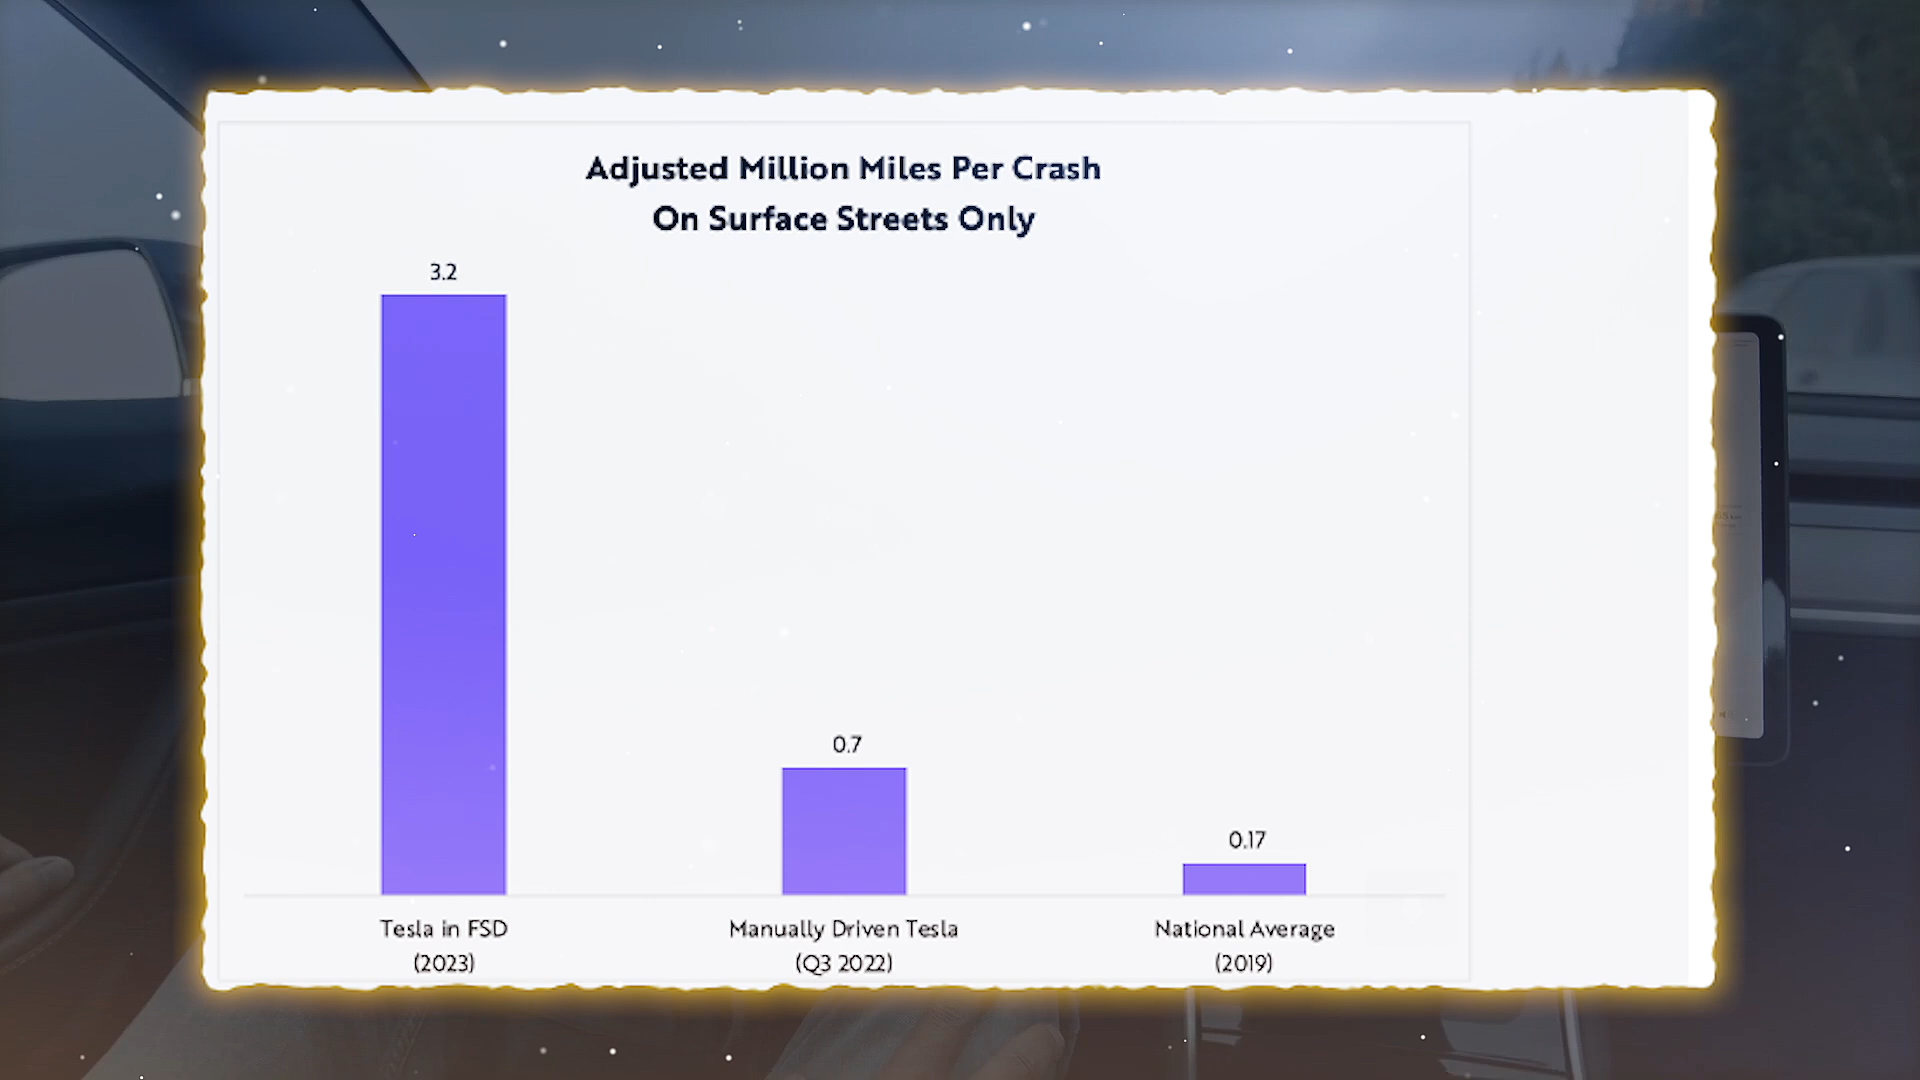 Adjusted Million Miles Per Crash
On Surface Streets Only
3.2
0.7
0.17
Tesla in FSD
(2023)
Manually Driven Tesla
(Q3 2022)
National Average
(2019)